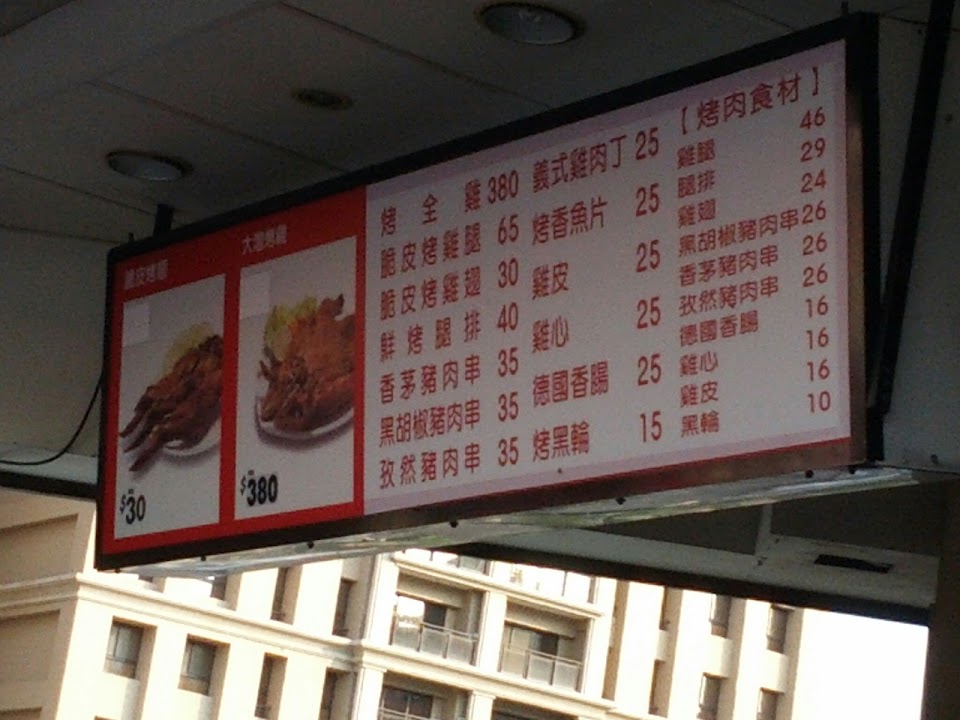 脆皮烤翅
$30
大溫烤雞
$380
烤全雞 380
脆皮烤雞腿 65
脆皮烤雞翅 30
鮮烤腿排 40
香茅豬肉串 35
黑胡椒豬肉串 35
孜然豬肉串 35
義式雞肉丁 25
烤香魚片 25
雞皮 25
雞心 25
德國香腸 25
烤黑輪 15
【烤肉食材】
雞腿 46
腿排 29
雞翅 24
黑胡椒豬肉串 26
香茅豬肉串 26
孜然豬肉串 26
德國香腸 16
雞心 16
雞皮 16
黑輪 10